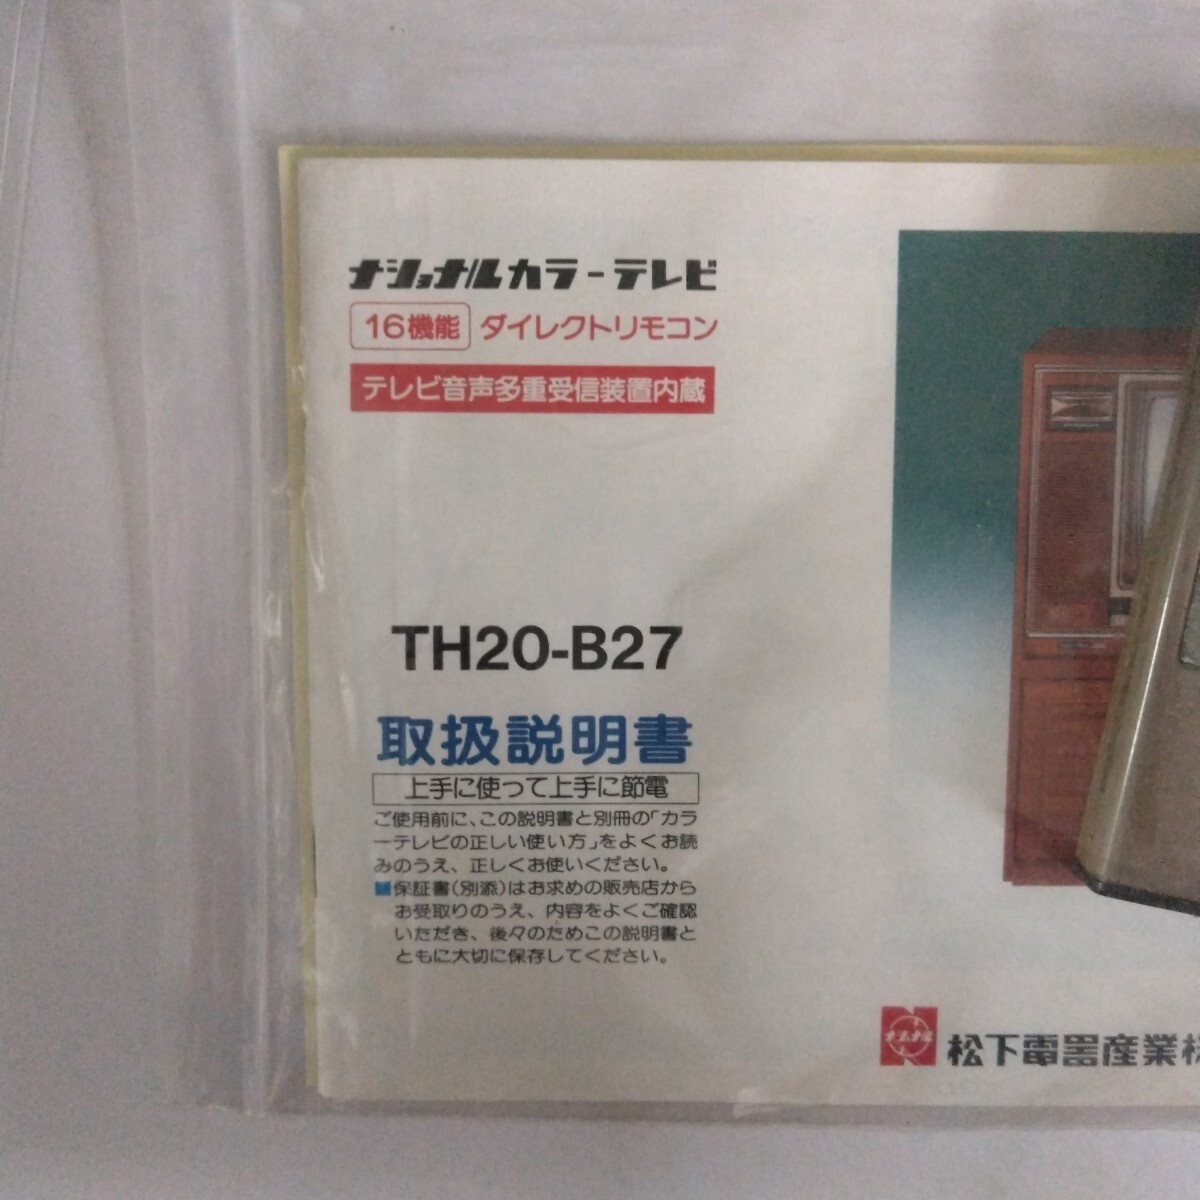 ナショナルカラーテレビ
16機能 ダイレクトリモコン
テレビ音声多重受信装置内蔵
TH20-B27
取扱説明書
上手に使って上手に節電
ご使用前に、この説明書と別冊の「カラ
ーテレビの正しい使い方」をよくお読
みのうえ、正しくお使いください。
■保証書(別添)はお求めの販売店から
お受取りのうえ、内容をよくご確認
いただき、後々のためこの説明書と
ともに大切に保存してください。
ナショナル
松下電器産業株